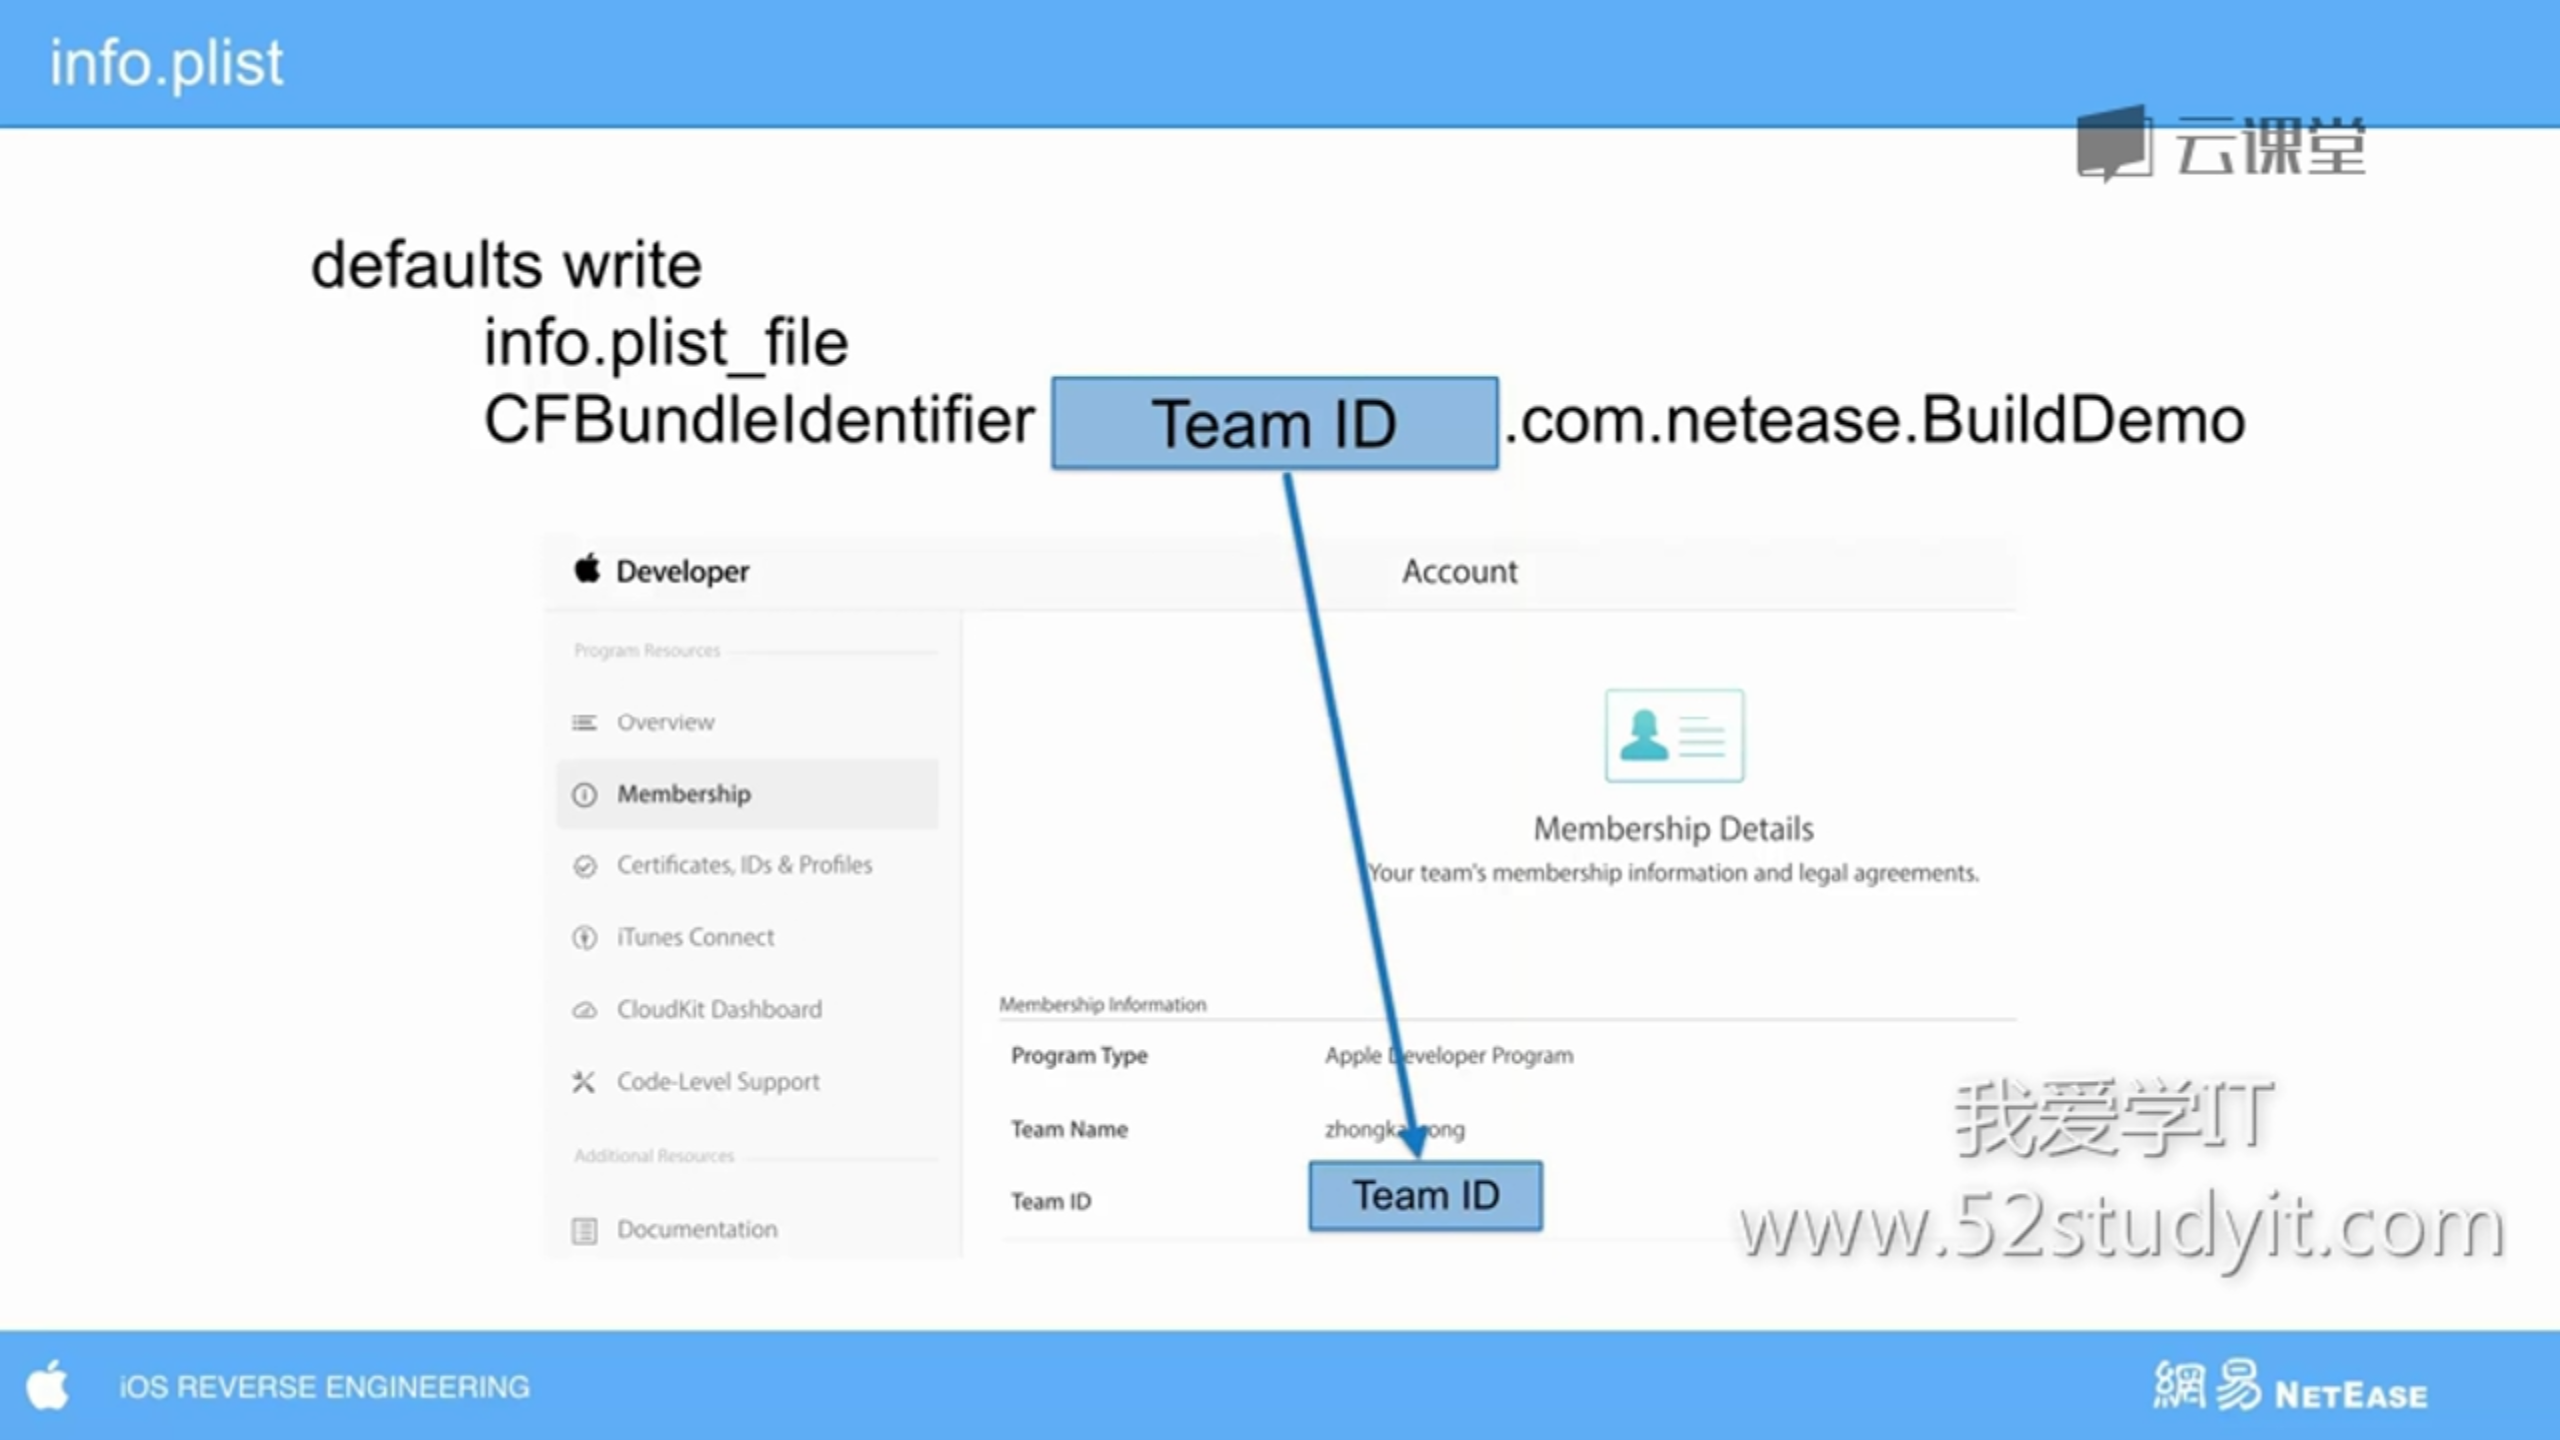 info.plist
云课堂
defaults write
info.plist_file
CFBundleIdentifier Team ID .com.netease.BuildDemo
Developer
Account
Program Resources
Overview
Membership
Certificates, IDs & Profiles
iTunes Connect
CloudKit Dashboard
Code-Level Support
Additional Resources
Documentation
Membership Details
Your team's membership information and legal agreements.
Membership Information
Program Type Apple Developer Program
Team Name
Team ID Team ID
我爱学IT
www.52studyit.com
iOS REVERSE ENGINEERING
網易 NETEASE